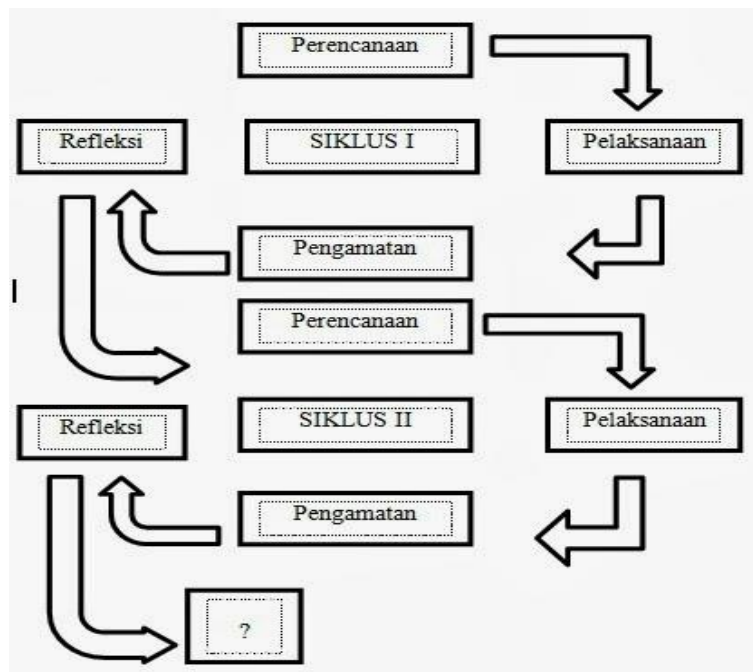 Perencanaan
Refleksi
SIKLUS I
Pelaksanaan
Pengamatan
Perencanaan
Refleksi
SIKLUS II
Pelaksanaan
Pengamatan
?